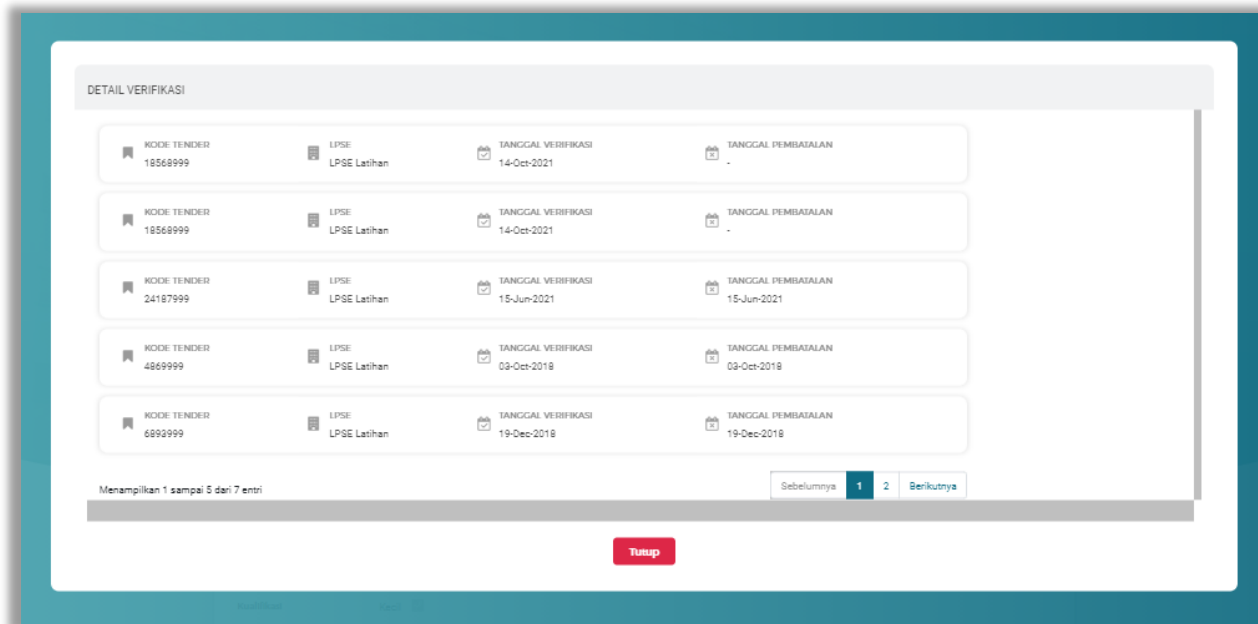 DETAIL VERIFIKASI
KODE TENDER LPSE TANGGAL VERIFIKASI TANGGAL PEMBATALAN
18568999 LPSE Latihan 14-Oct-2021 -
KODE TENDER LPSE TANGGAL VERIFIKASI TANGGAL PEMBATALAN
18568999 LPSE Latihan 14-Oct-2021 -
KODE TENDER LPSE TANGGAL VERIFIKASI TANGGAL PEMBATALAN
24187999 LPSE Latihan 15-Jun-2021 15-Jun-2021
KODE TENDER LPSE TANGGAL VERIFIKASI TANGGAL PEMBATALAN
4869999 LPSE Latihan 03-Oct-2018 03-Oct-2018
KODE TENDER LPSE TANGGAL VERIFIKASI TANGGAL PEMBATALAN
6893999 LPSE Latihan 19-Dec-2018 19-Dec-2018
Menampilkan 1 sampai 5 dari 7 entri Sebelumnya 1 2 Berikutnya
Tutup